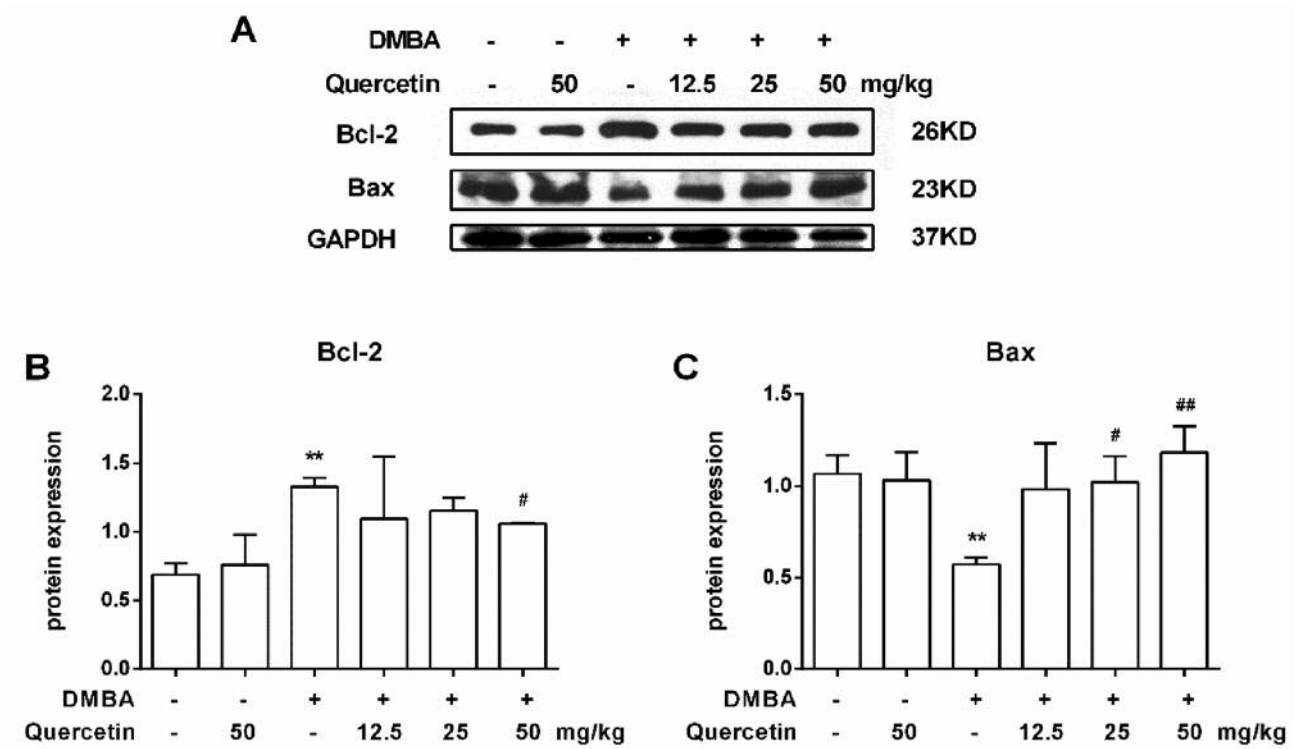 A
DMBA - - + + + +
Quercetin - 50 - 12.5 25 50 mg/kg
Bcl-2 26KD
Bax 23KD
GAPDH 37KD
B
Bcl-2
protein expression
2.0
1.5
1.0
0.5
0.0
**
#
DMBA - - + + + +
Quercetin - 50 - 12.5 25 50 mg/kg
C
Bax
protein expression
1.5
1.0
0.5
0.0
**
#
##
DMBA - - + + + +
Quercetin - 50 - 12.5 25 50 mg/kg